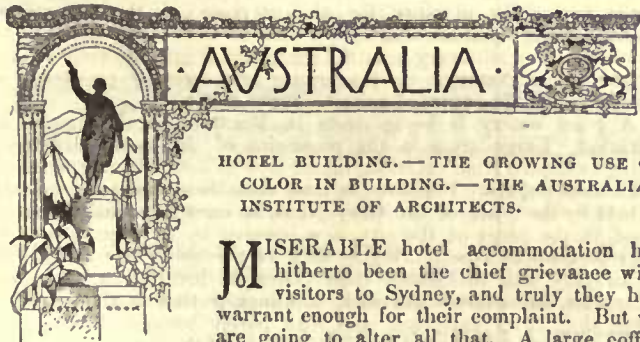 ·AVSTRALIA·
HOTEL BUILDING. — THE GROWING USE
COLOR IN BUILDING. — THE AUSTRALIA
INSTITUTE OF ARCHITECTS.
MISERABLE hotel accommodation
hitherto been the chief grievance wi
visitors to Sydney, and truly they
warrant enough for their complaint. But
are going to alter all that. A large coff